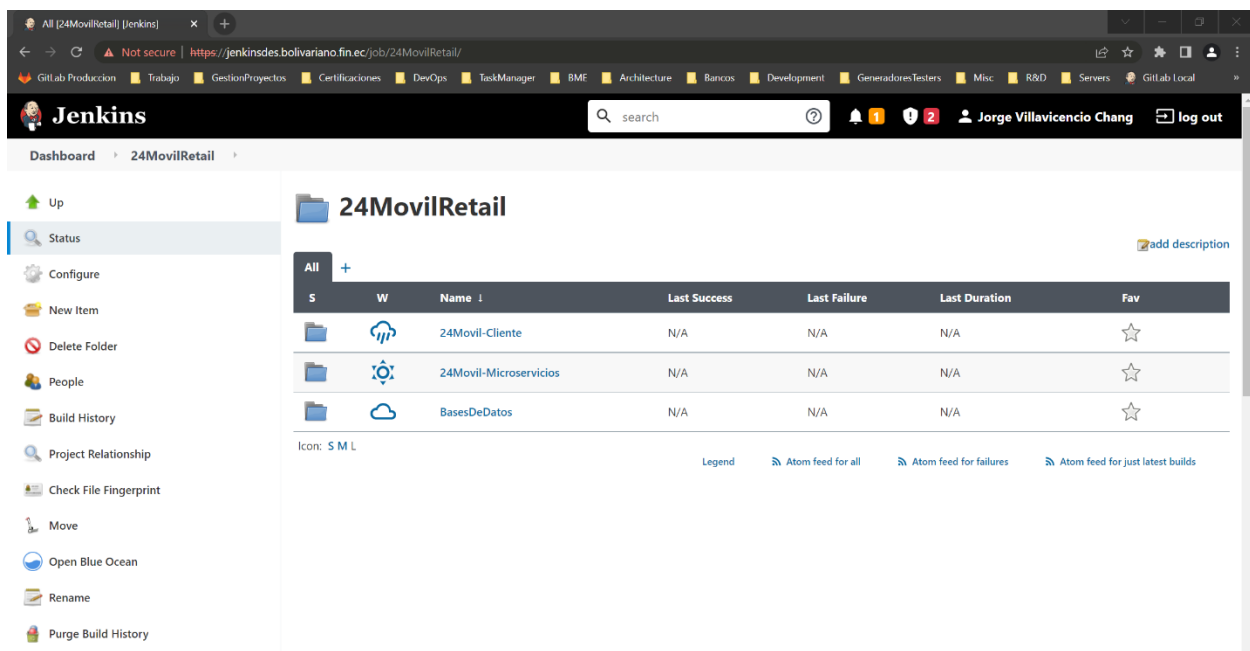 All [24MovilRetail] [Jenkins]
Not secure | https://jenkinsdes.bolivariano.fin.ec/job/24MovilRetail/
GitLab Produccion Trabajo GestionProyectos Certificaciones DevOps TaskManager BME Architecture Bancos Development GeneradoresTesters Misc R&D Servers GitLab Local »
Jenkins search 1 2 Jorge Villavicencio Chang log out
Dashboard 24MovilRetail
Up
Status
Configure
New Item
Delete Folder
People
Build History
Project Relationship
Check File Fingerprint
Move
Open Blue Ocean
Rename
Purge Build History
24MovilRetail
add description
All +
S W Name ↓ Last Success Last Failure Last Duration Fav
24Movil-Cliente N/A N/A N/A
24Movil-Microservicios N/A N/A N/A
BasesDeDatos N/A N/A N/A
Icon: S M L
Legend Atom feed for all Atom feed for failures Atom feed for just latest builds